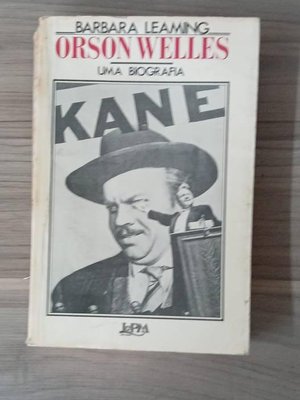 BARBARA LEAMING
ORSON WELLES
UMA BIOGRAFIA
KANE
L&PM